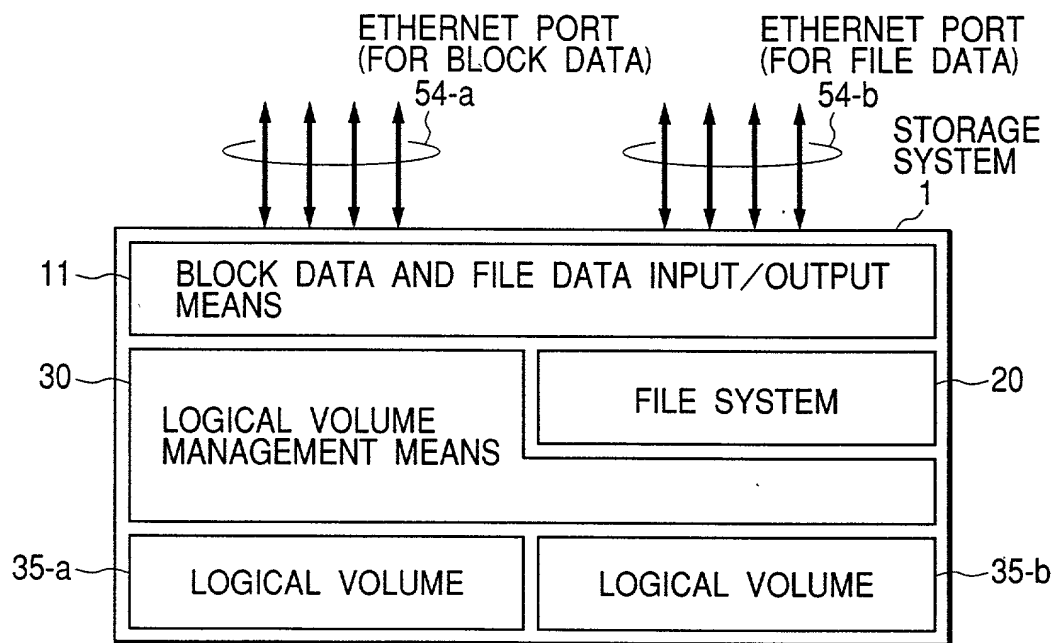 ETHERNET PORT
(FOR BLOCK DATA)
54-a
ETHERNET PORT
(FOR FILE DATA)
54-b
STORAGE
SYSTEM
1
11
BLOCK DATA AND FILE DATA INPUT/OUTPUT
MEANS
30
LOGICAL VOLUME
MANAGEMENT MEANS
FILE SYSTEM
20
35-a
LOGICAL VOLUME
LOGICAL VOLUME
35-b